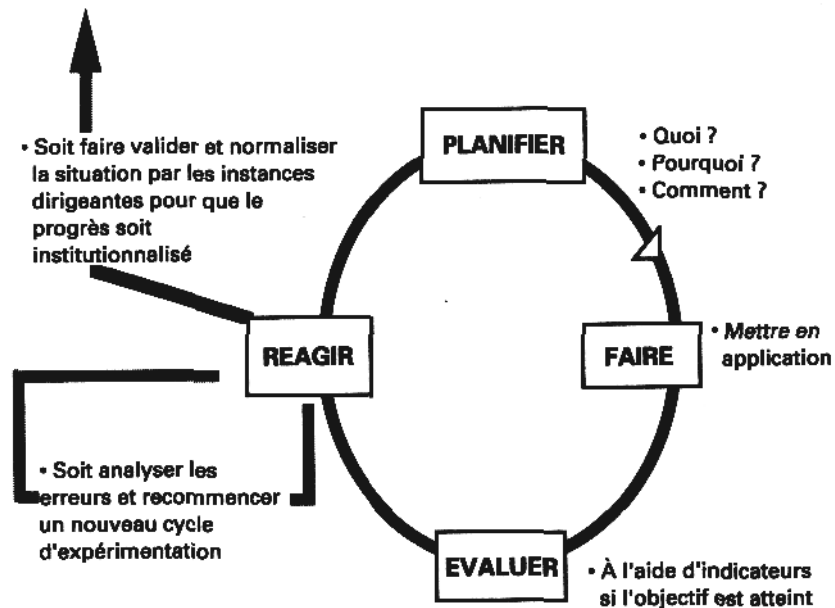 PLANIFIER
• Quoi ?
• Pourquoi ?
• Comment ?
• Soit faire valider et normaliser
la situation par les instances
dirigeantes pour que le
progrès soit
institutionnalisé
REAGIR
FAIRE
• Mettre en
application
• Soit analyser les
erreurs et recommencer
un nouveau cycle
d'expérimentation
EVALUER
• À l'aide d'indicateurs
si l'objectif est atteint